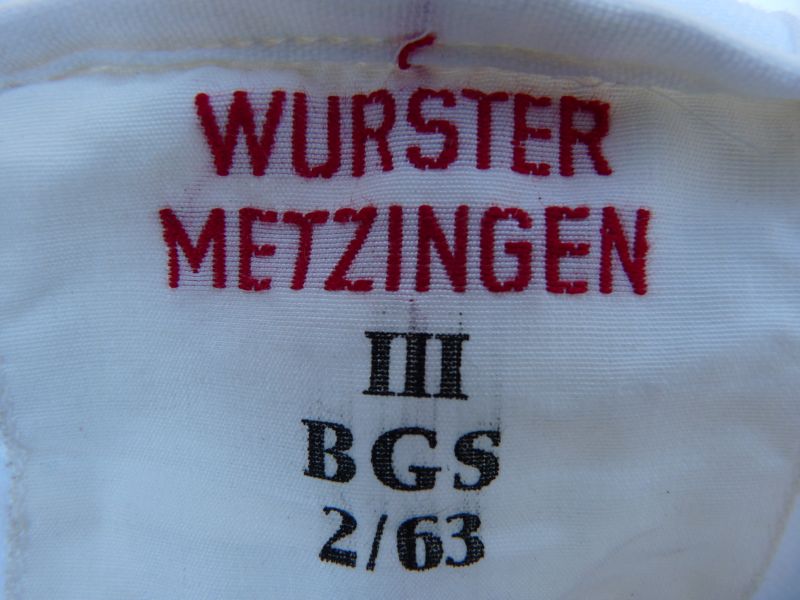 WURSTER
METZINGEN
III
BGS
2/63